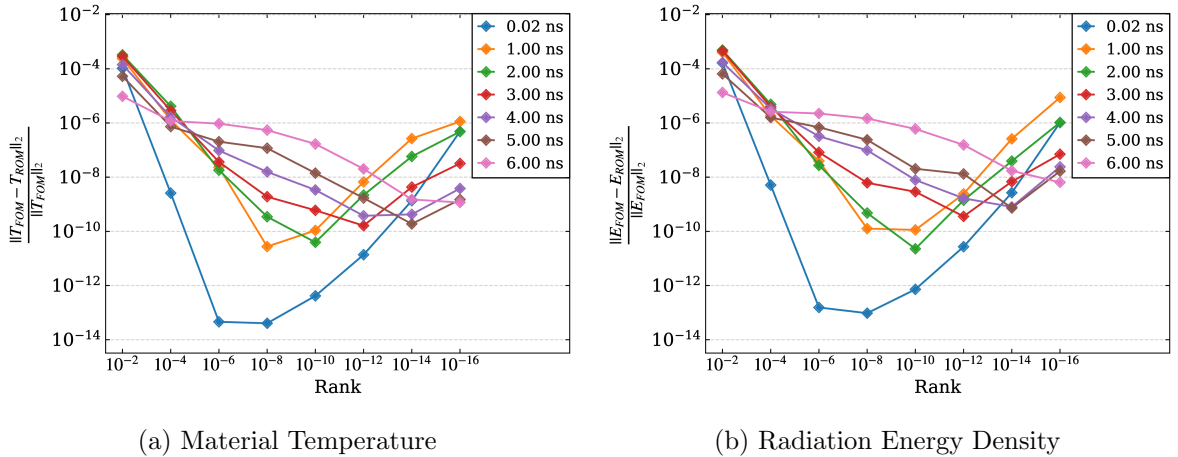 10⁻²
10⁻⁴
10⁻⁶
10⁻⁸
10⁻¹⁰
10⁻¹²
10⁻¹⁴
||T_FOM − T_ROM||₂
||T_FOM||₂
0.02 ns
1.00 ns
2.00 ns
3.00 ns
4.00 ns
5.00 ns
6.00 ns
10⁻² 10⁻⁴ 10⁻⁶ 10⁻⁸ 10⁻¹⁰ 10⁻¹² 10⁻¹⁴ 10⁻¹⁶
Rank
(a) Material Temperature
10⁻²
10⁻⁴
10⁻⁶
10⁻⁸
10⁻¹⁰
10⁻¹²
10⁻¹⁴
||E_FOM − E_ROM||₂
||E_FOM||₂
0.02 ns
1.00 ns
2.00 ns
3.00 ns
4.00 ns
5.00 ns
6.00 ns
10⁻² 10⁻⁴ 10⁻⁶ 10⁻⁸ 10⁻¹⁰ 10⁻¹² 10⁻¹⁴ 10⁻¹⁶
Rank
(b) Radiation Energy Density